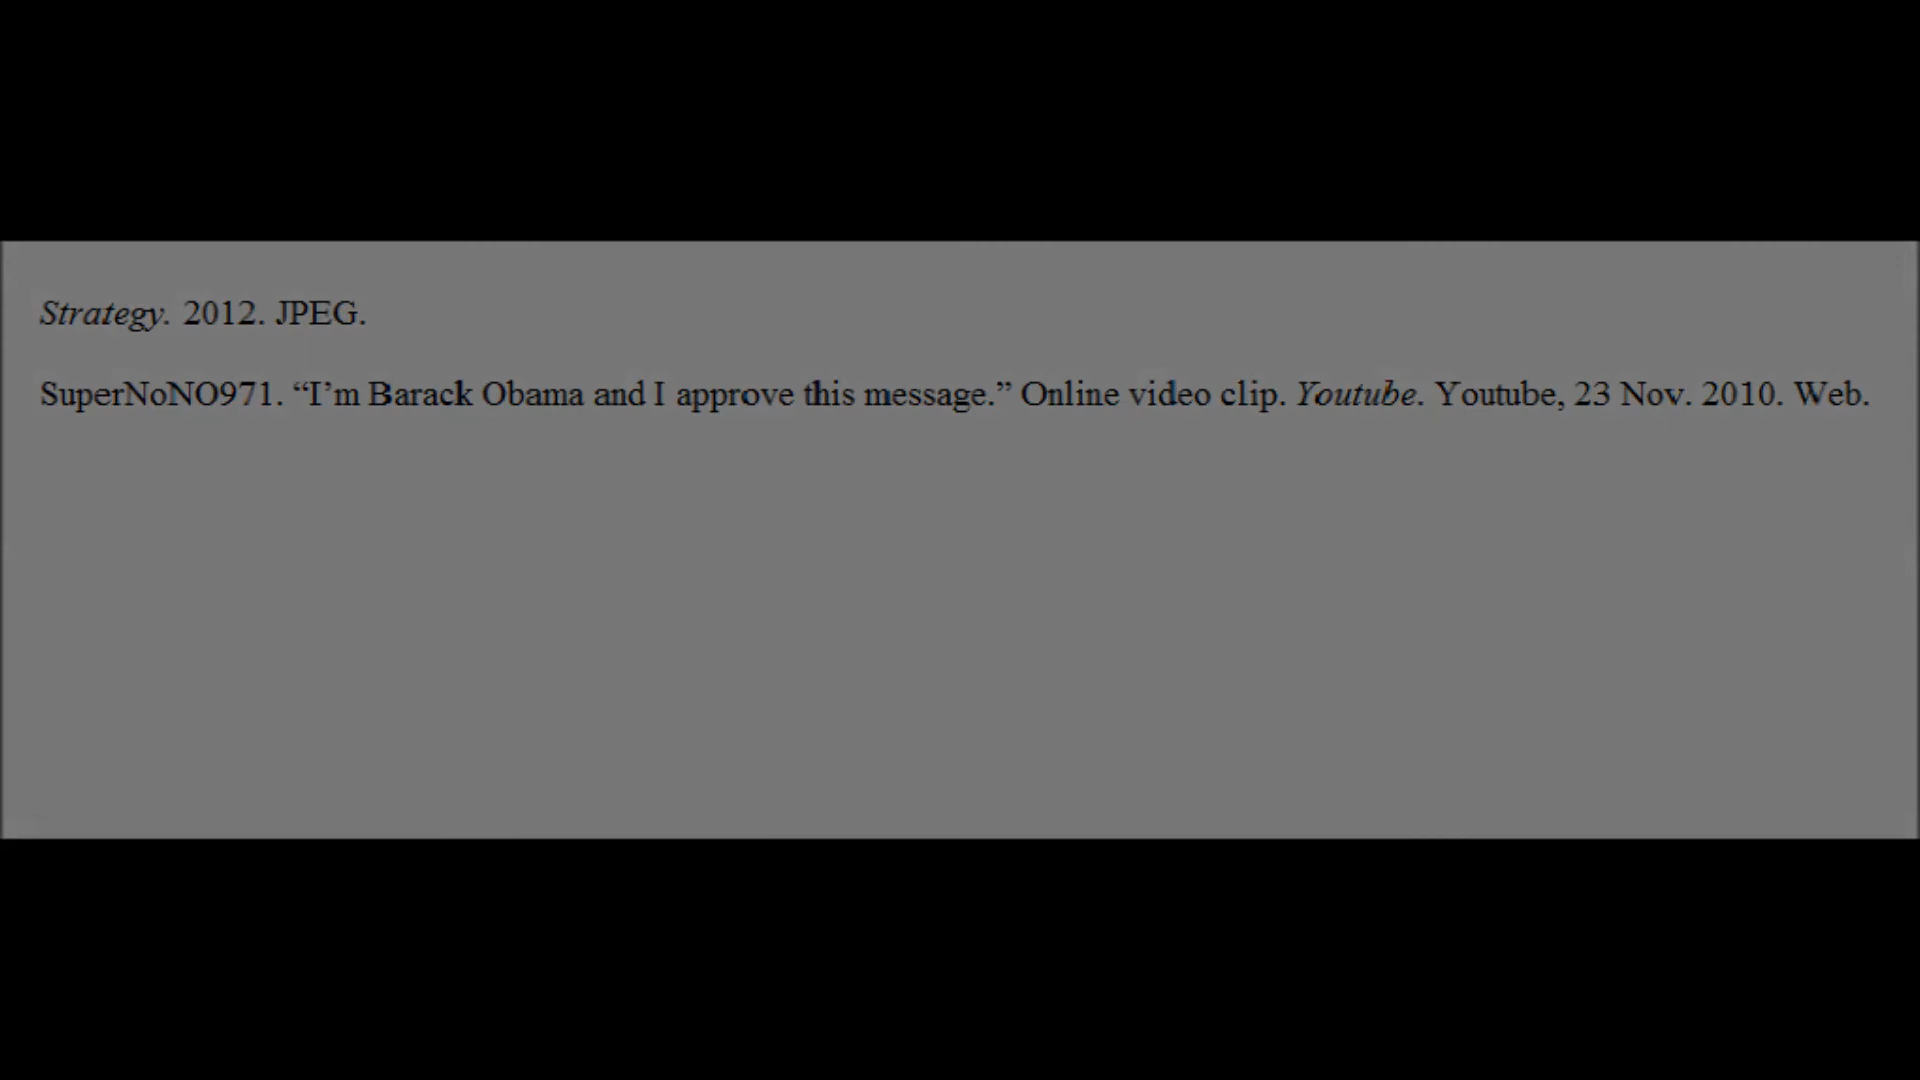 Strategy. 2012. JPEG.
SuperNoNO971. “I’m Barack Obama and I approve this message.” Online video clip. Youtube. Youtube, 23 Nov. 2010. Web.